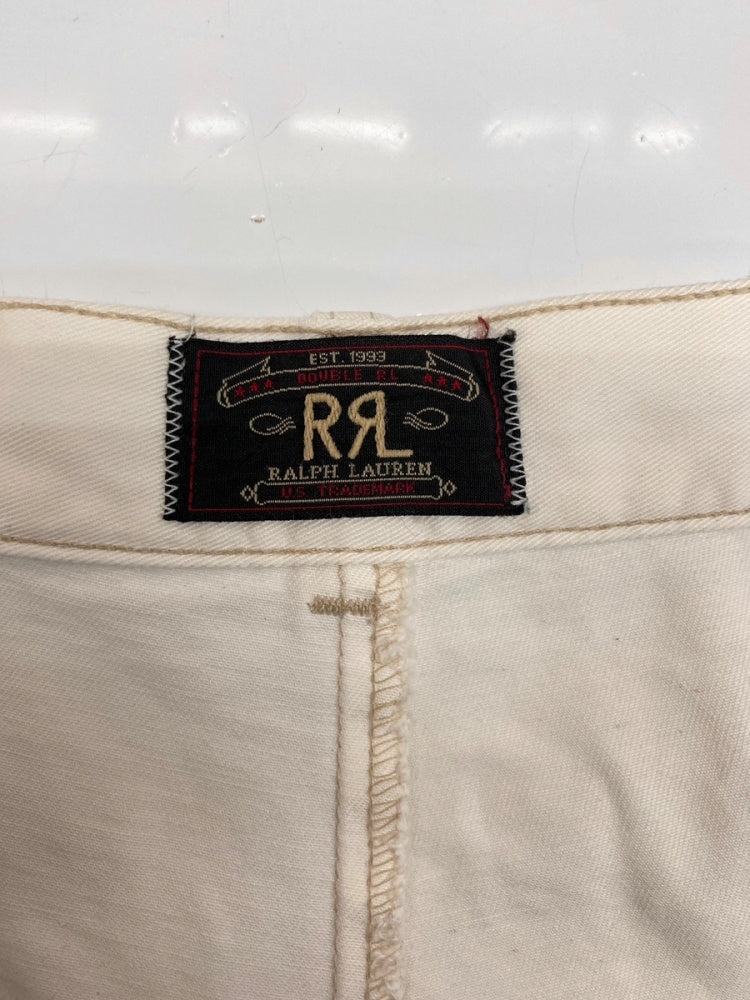 EST. 1993
★★★ DOUBLE RL ★★★
RRL
RALPH LAUREN
U.S. TRADEMARK